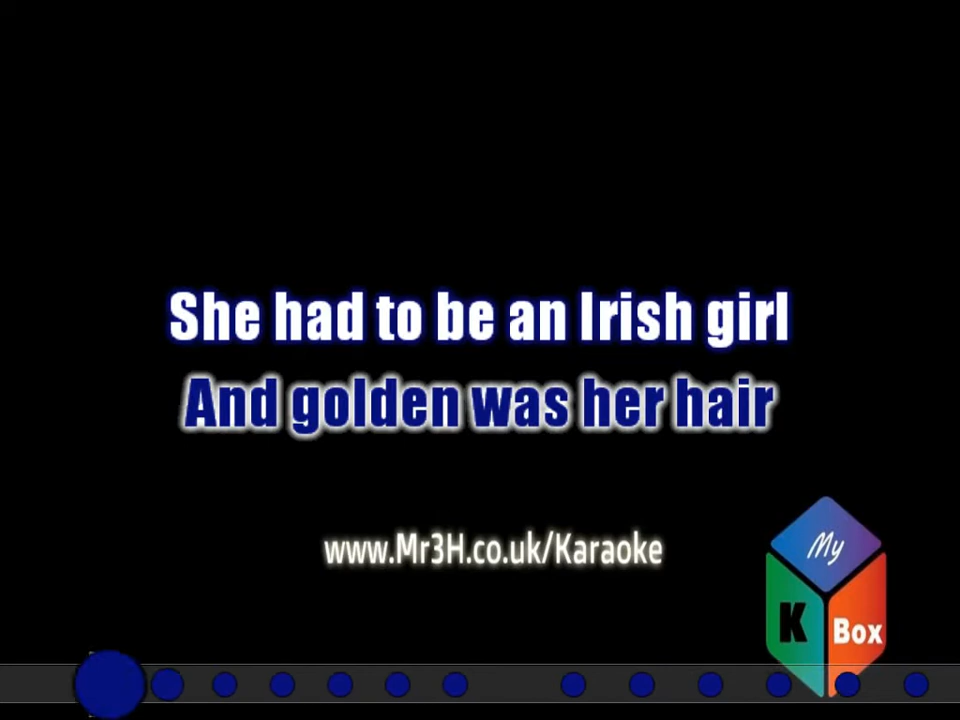 She had to be an Irish girl
And golden was her hair
www.Mr3H.co.uk/Karaoke
My
K Box